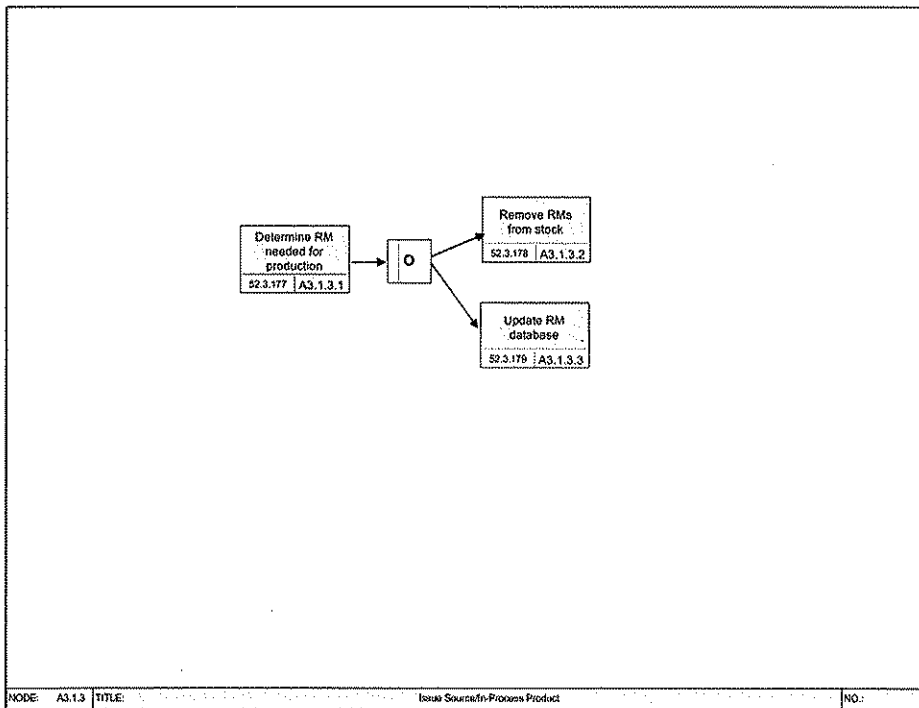 Determine RM
needed for
production
52.3.177 A3.1.3.1
O
Remove RMs
from stock
52.3.178 A3.1.3.2
Update RM
database
52.3.179 A3.1.3.3
NODE: A3.1.3 TITLE: Issue Source/In-Process Product NO.: